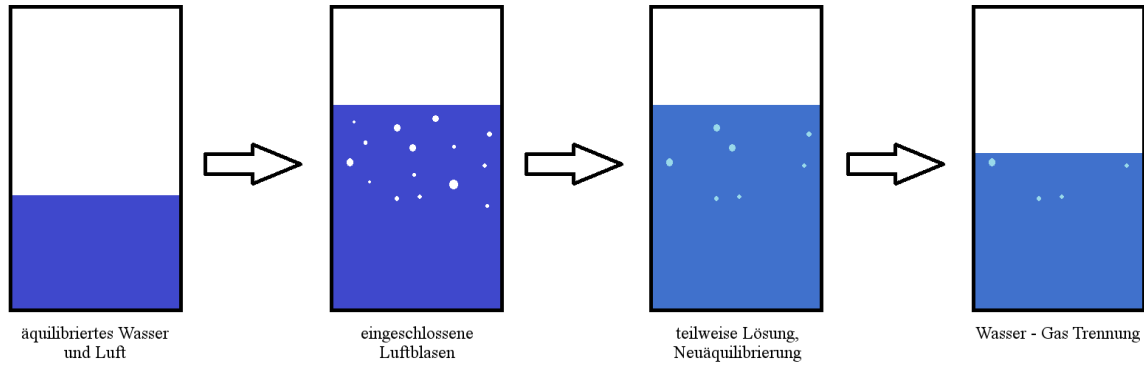 äquilibriertes Wasser
und Luft
eingeschlossene
Luftblasen
teilweise Lösung,
Neuäquilibrierung
Wasser - Gas Trennung